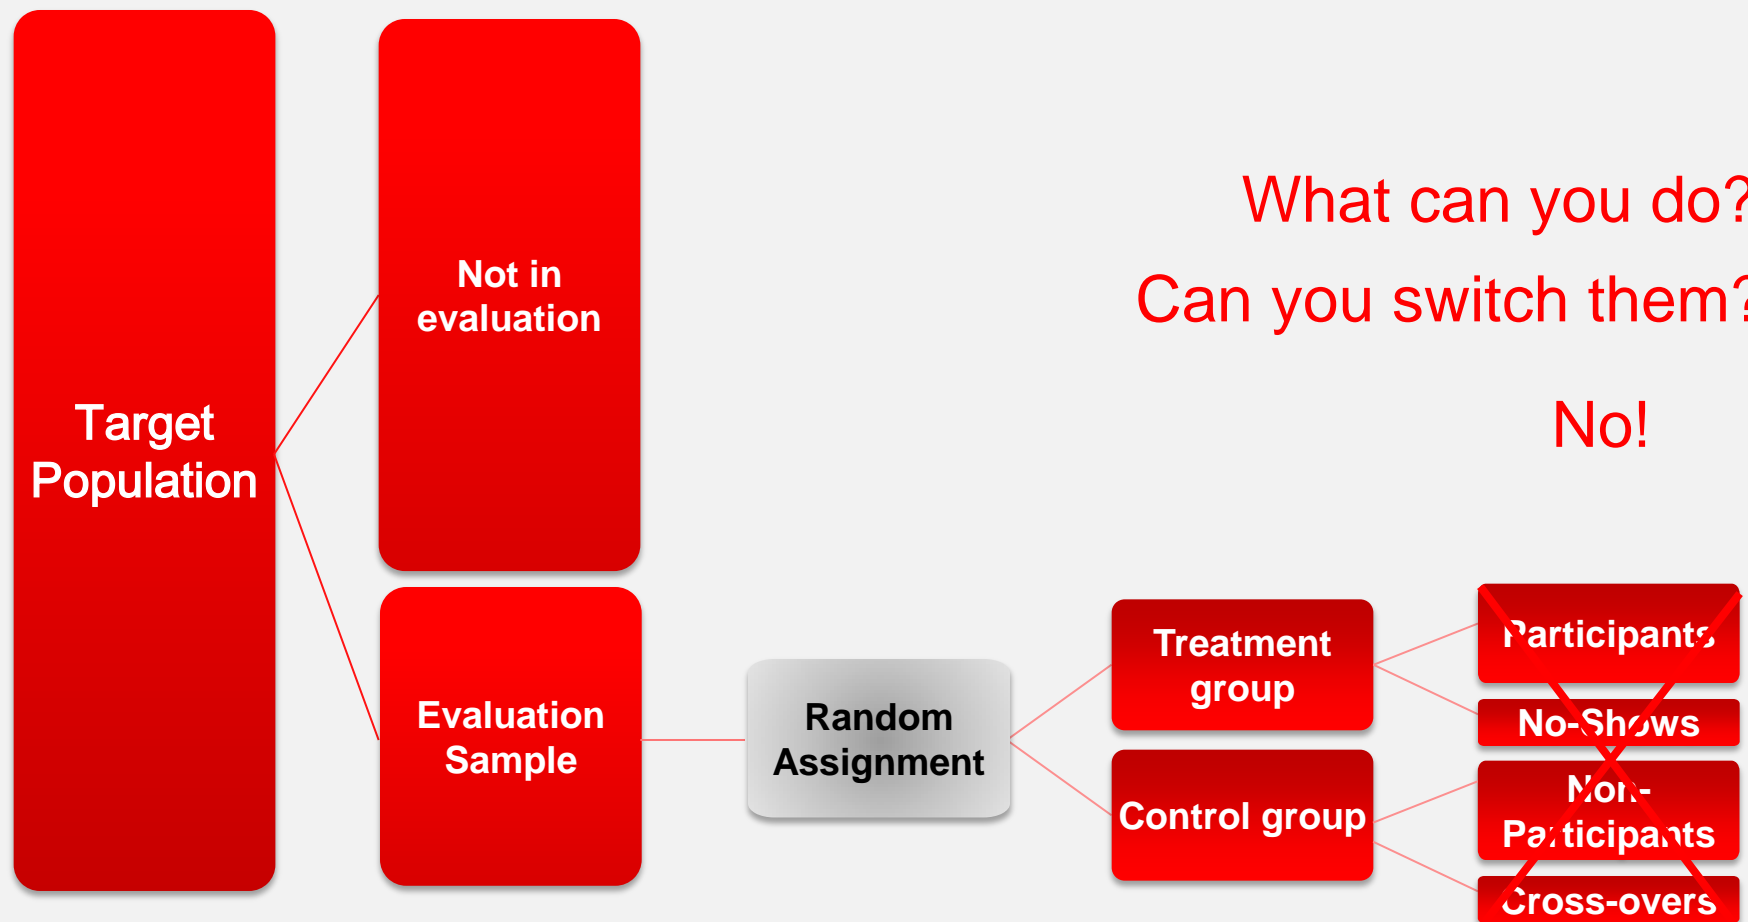 Target
Population
Not in
evaluation
Evaluation
Sample
Random
Assignment
Treatment
group
Control group
Participants
No-Shows
Non-
Participants
Cross-overs
What can you do?
Can you switch them?
No!